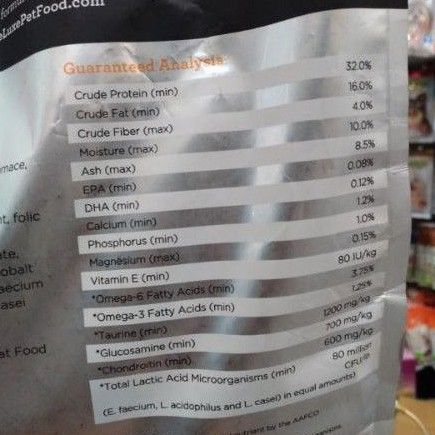 formul
eLuxePetFood.com
Guaranteed Analysis:
Crude Protein (min) 32.0%
Crude Fat (min) 16.0%
Crude Fiber (max) 4.0%
Moisture (max) 10.0%
Ash (max) 8.5%
EPA (min) 0.08%
DHA (min) 0.12%
Calcium (min) 1.2%
Phosphorus (min) 1.0%
Magnesium (max) 0.15%
Vitamin E (min) 80 IU/kg
*Omega-6 Fatty Acids (min) 3.75%
*Omega-3 Fatty Acids (min) 1.25%
*Taurine (min) 1200 mg/kg
*Glucosamine (min) 700 mg/kg
*Chondroitin (min) 600 mg/kg
*Total Lactic Acid Microorganisms (min) 80 million
CFU/lb
(E. faecium, L. acidophilus and L. casei) in equal amounts)
nutrient by the AAFCO
mace,
t, folic
ate,
obalt
aecium
asei
at Food